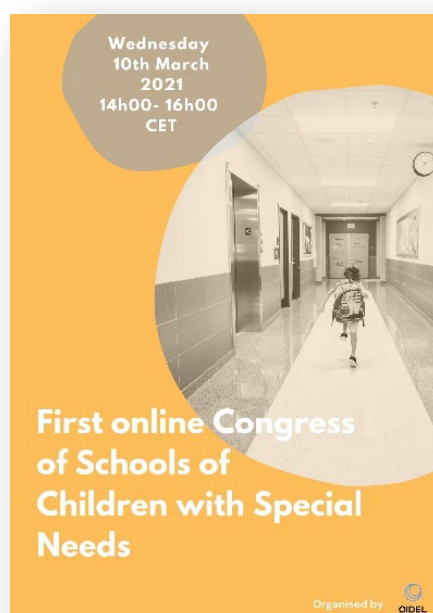 Wednesday
10th March
2021
14h00- 16h00
CET
First online Congress
of Schools of
Children with Special
Needs
Organised by
OIDEL